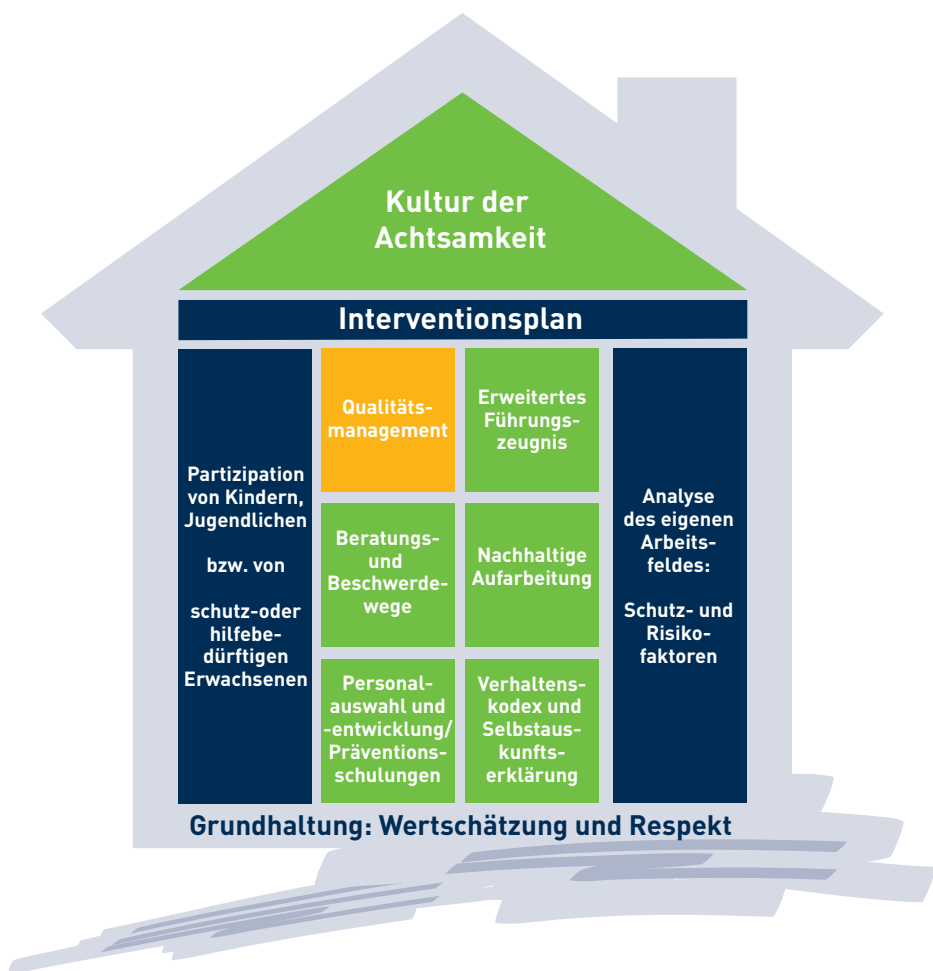 Kultur der
Achtsamkeit
Interventionsplan
Partizipation
von Kindern,
Jugendlichen
bzw. von
schutz-oder
hilfebe-
dürftigen
Erwachsenen
Qualitäts-
management
Erweitertes
Führungs-
zeugnis
Beratungs-
und
Beschwerde-
wege
Nachhaltige
Aufarbeitung
Personal-
auswahl und
-entwicklung/
Präventions-
schulungen
Verhaltens-
kodex und
Selbstaus-
kunfts-
erklärung
Analyse
des eigenen
Arbeits-
feldes:
Schutz- und
Risiko-
faktoren
Grundhaltung: Wertschätzung und Respekt